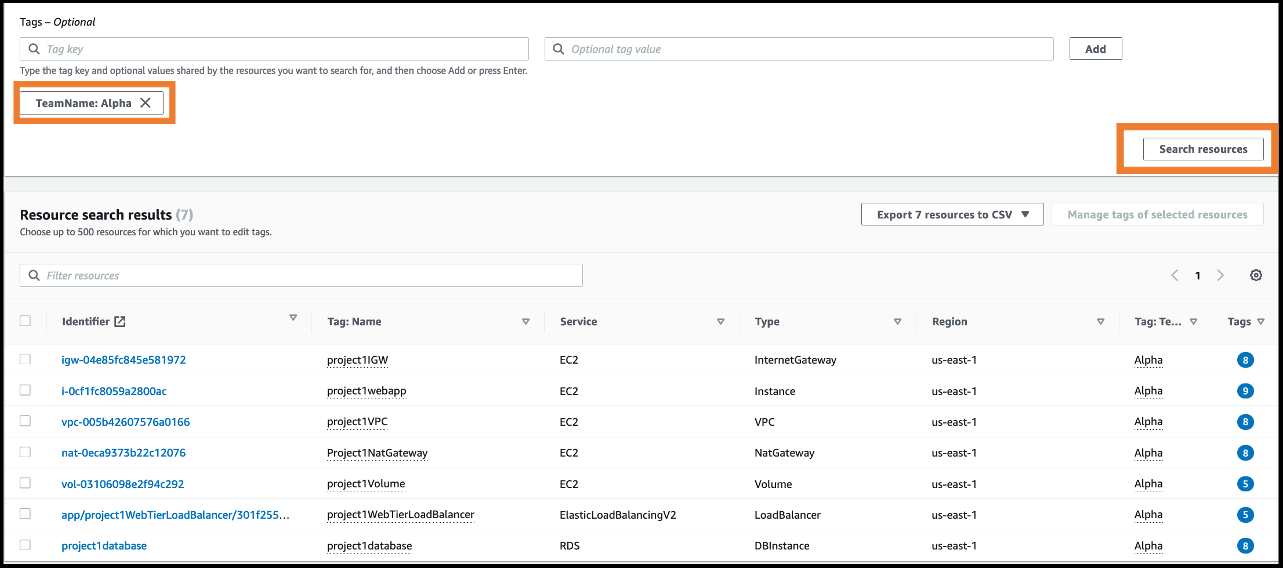 Tags – Optional
Tag key
Optional tag value
Add
Type the tag key and optional values shared by the resources you want to search for, and then choose Add or press Enter.
TeamName: Alpha
Search resources
Resource search results (7)
Export 7 resources to CSV
Manage tags of selected resources
Choose up to 500 resources for which you want to edit tags.
Filter resources
1
Identifier Tag: Name Service Type Region Tag: Te... Tags
igw-04e85fc845e581972 project1IGW EC2 InternetGateway us-east-1 Alpha 8
i-0cf1fc8059a2800ac project1webapp EC2 Instance us-east-1 Alpha 9
vpc-005b42607576a0166 project1VPC EC2 VPC us-east-1 Alpha 8
nat-0eca9373b22c12076 Project1NatGateway EC2 NatGateway us-east-1 Alpha 8
vol-03106098e2f94c292 project1Volume EC2 Volume us-east-1 Alpha 5
app/project1WebTierLoadBalancer/301f255... project1WebTierLoadBalancer ElasticLoadBalancingV2 LoadBalancer us-east-1 Alpha 5
project1database project1database RDS DBInstance us-east-1 Alpha 8